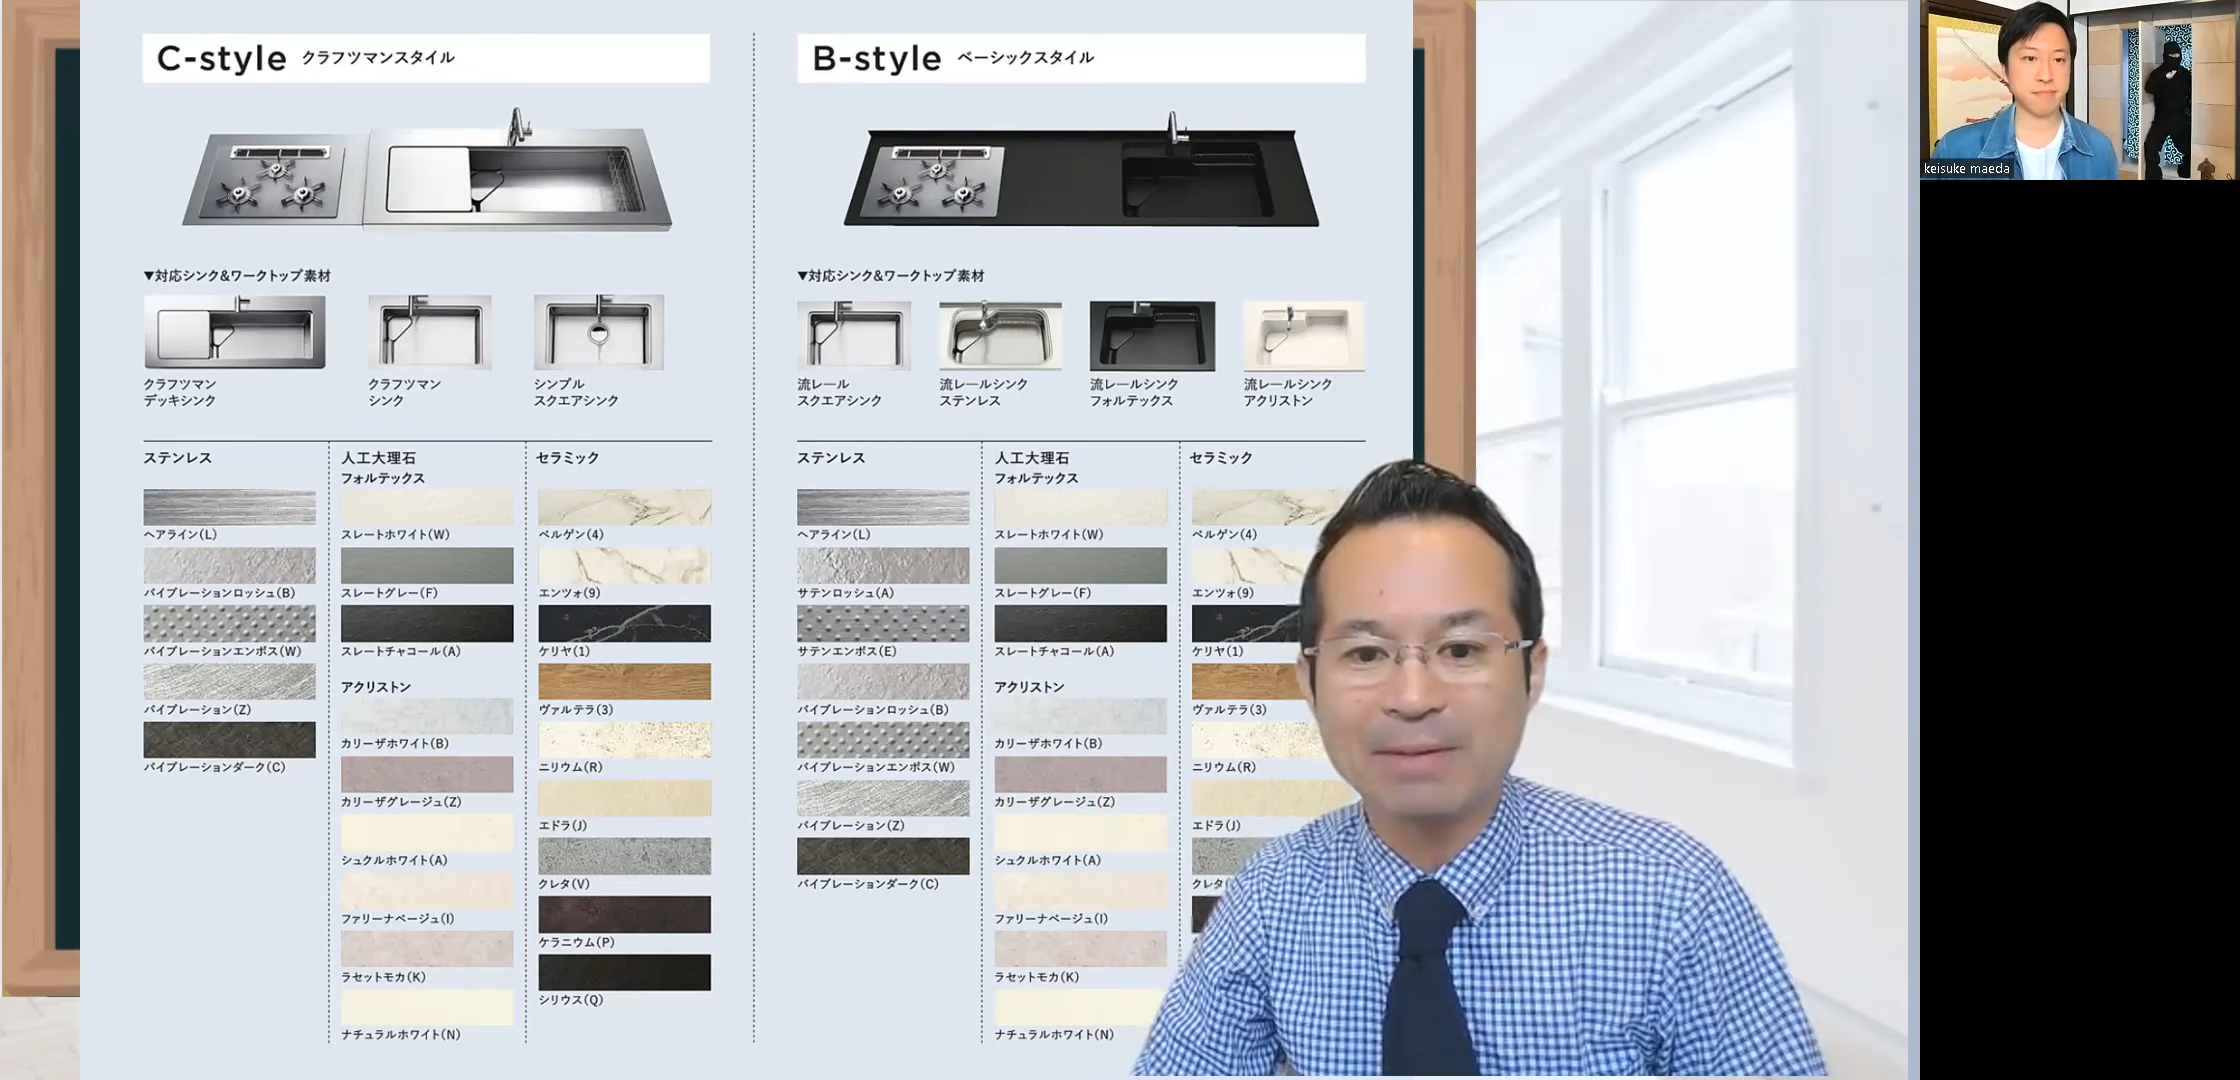 C-style クラフツマンスタイル
▼対応シンク&ワークトップ素材
クラフツマン
デッキシンク
クラフツマン
シンク
シンプル
スクエアシンク
ステンレス
ヘアライン(L)
バイブレーションロッシュ(B)
バイブレーションエンボス(W)
バイブレーション(Z)
バイブレーションダーク(C)
人工大理石
フォルテックス
スレートホワイト(W)
スレートグレー(F)
スレートチャコール(A)
アクリストン
カリーザホワイト(B)
カリーザグレージュ(Z)
シュクルホワイト(A)
ファリーナベージュ(I)
ラセットモカ(K)
ナチュラルホワイト(N)
セラミック
ベルゲン(4)
エンツォ(9)
ケリヤ(1)
ヴァルテラ(3)
ニリウム(R)
エドラ(J)
クレタ(V)
ケラニウム(P)
シリウス(Q)
B-style ベーシックスタイル
▼対応シンク&ワークトップ素材
流レール
スクエアシンク
流レールシンク
ステンレス
流レールシンク
フォルテックス
流レールシンク
アクリストン
ステンレス
ヘアライン(L)
サテンロッシュ(A)
サテンエンボス(E)
バイブレーションロッシュ(B)
バイブレーションエンボス(W)
バイブレーション(Z)
バイブレーションダーク(C)
人工大理石
フォルテックス
スレートホワイト(W)
スレートグレー(F)
スレートチャコール(A)
アクリストン
カリーザホワイト(B)
カリーザグレージュ(Z)
シュクルホワイト(A)
ファリーナベージュ(I)
ラセットモカ(K)
ナチュラルホワイト(N)
セラミック
ベルゲン(4)
エンツォ(9)
ケリヤ(1)
ヴァルテラ(3)
ニリウム(R)
エドラ(J)
クレタ
keisuke maeda